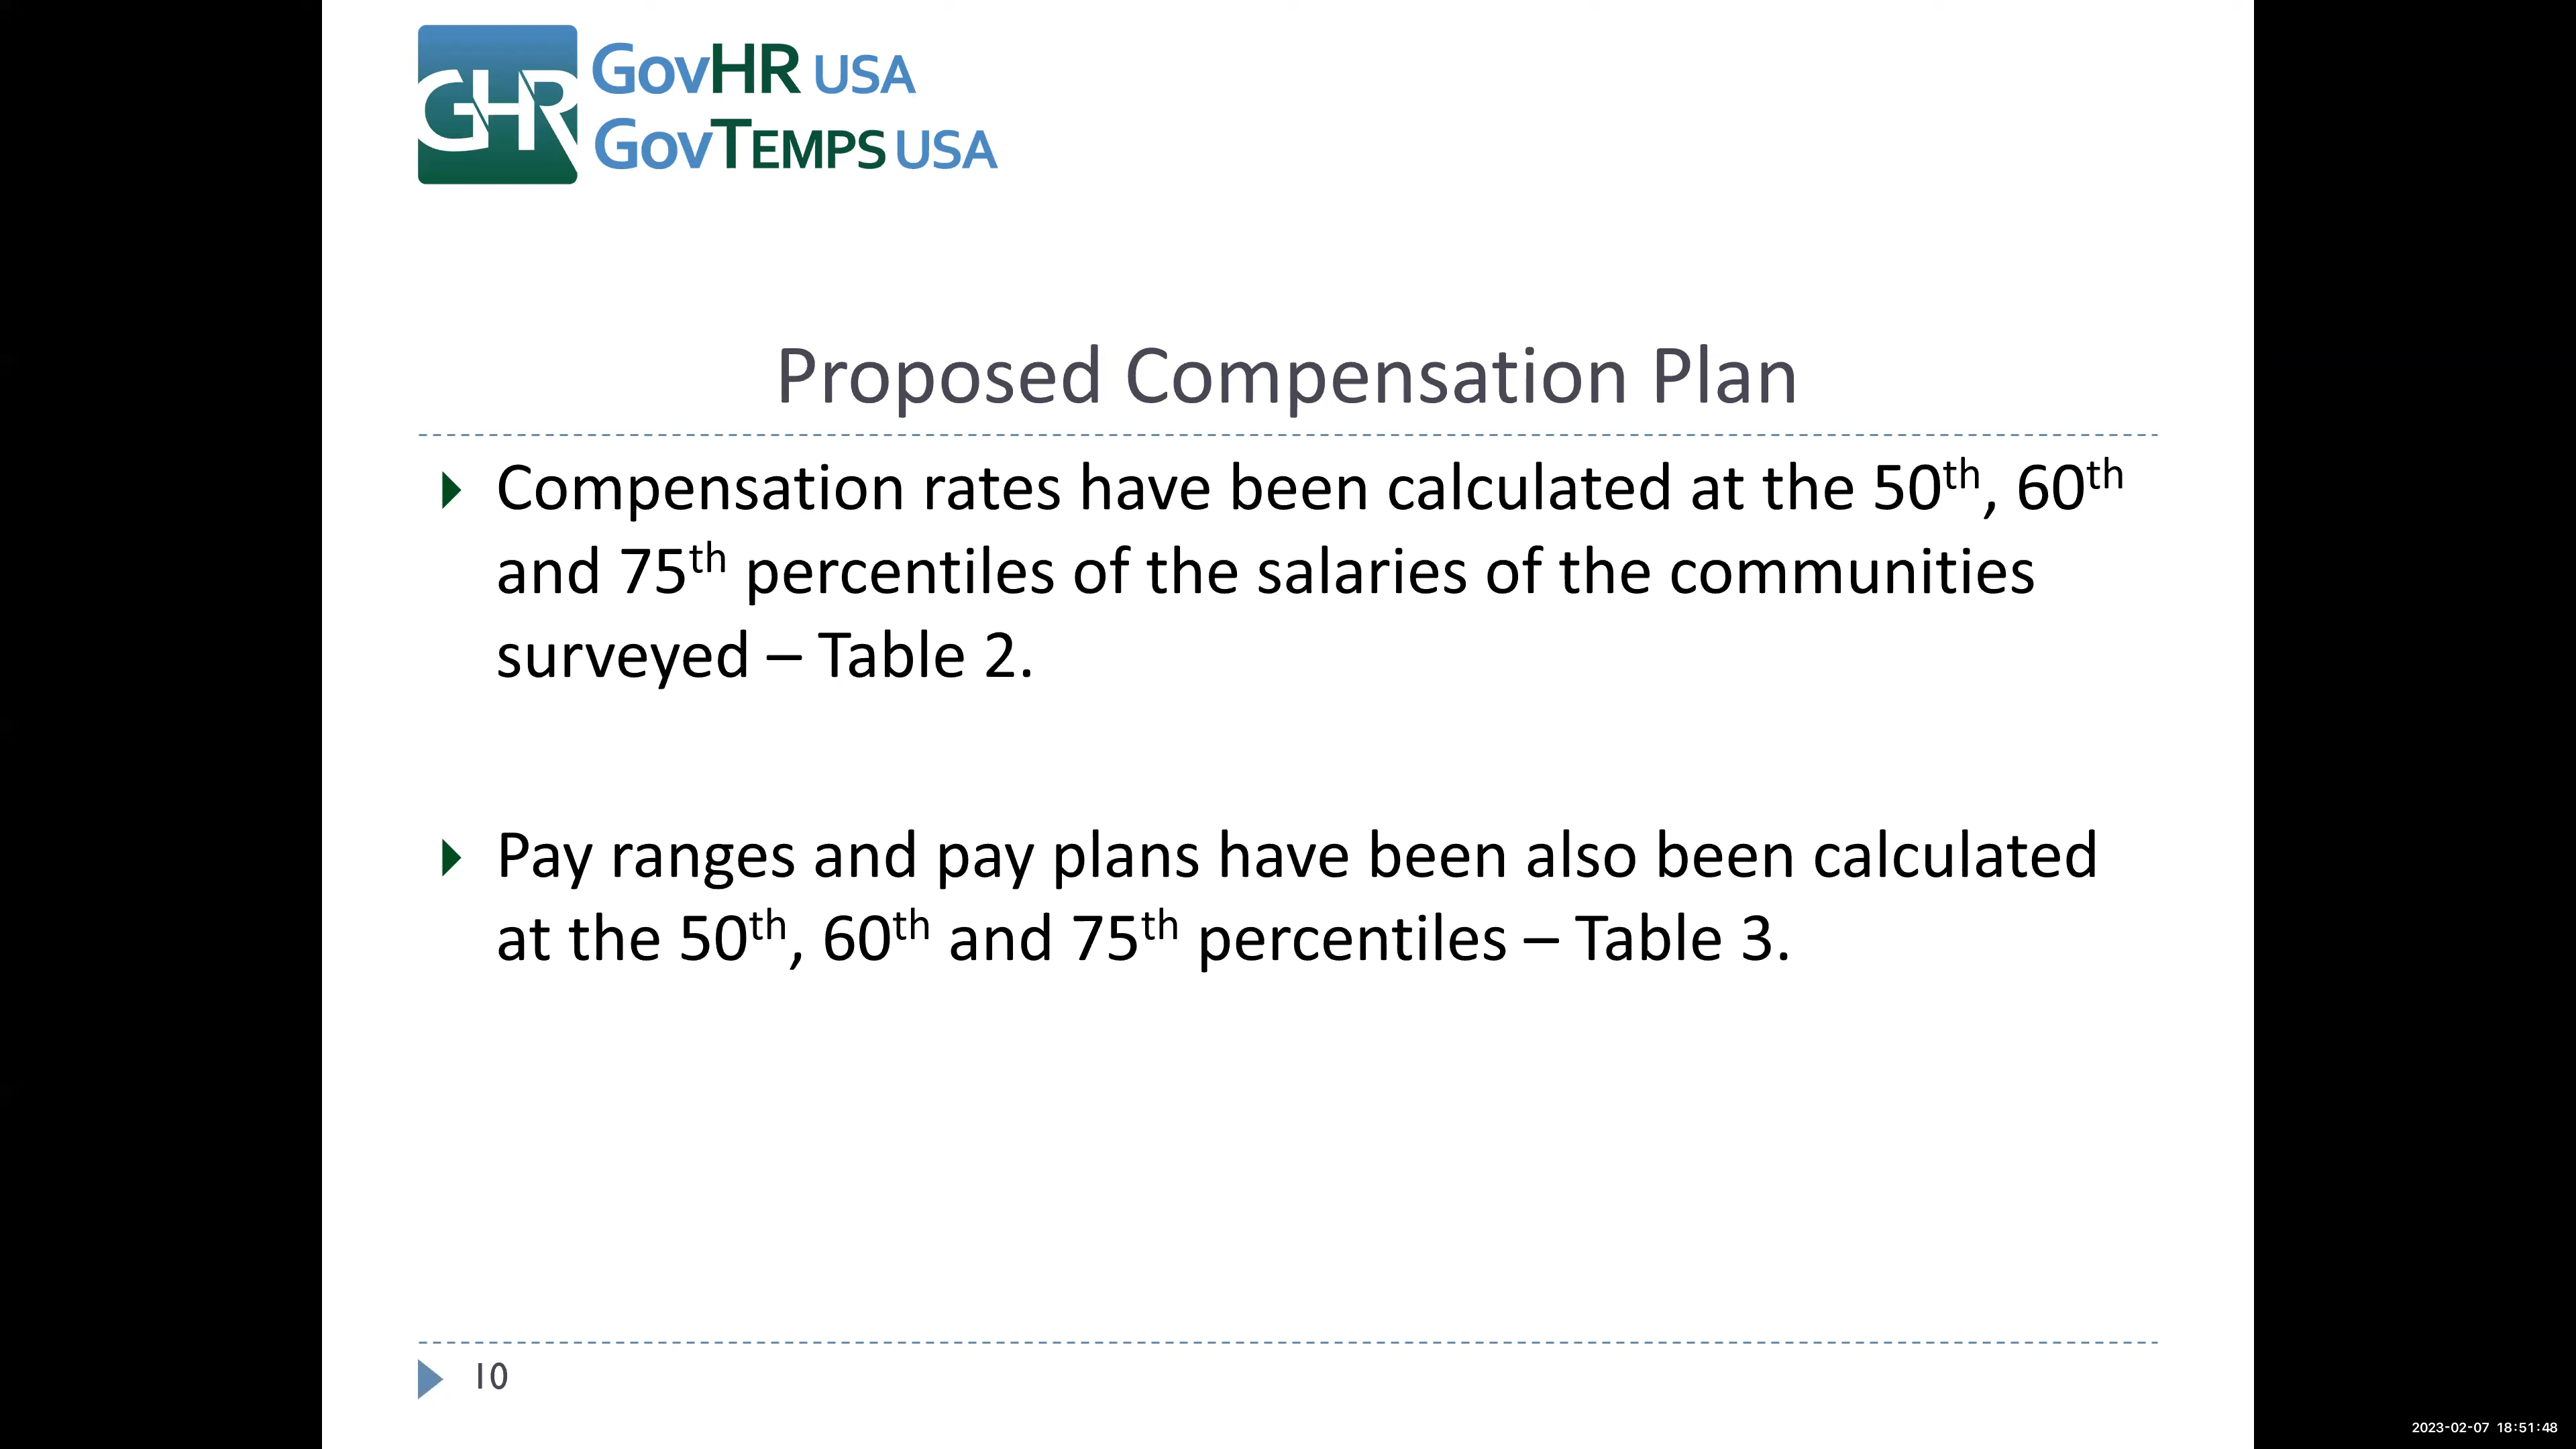 GHR
GovHR USA
GovTEMPS USA
Proposed Compensation Plan
Compensation rates have been calculated at the 50th, 60th
and 75th percentiles of the salaries of the communities
surveyed – Table 2.
Pay ranges and pay plans have been also been calculated
at the 50th, 60th and 75th percentiles – Table 3.
10
2023-02-07 18:51:48